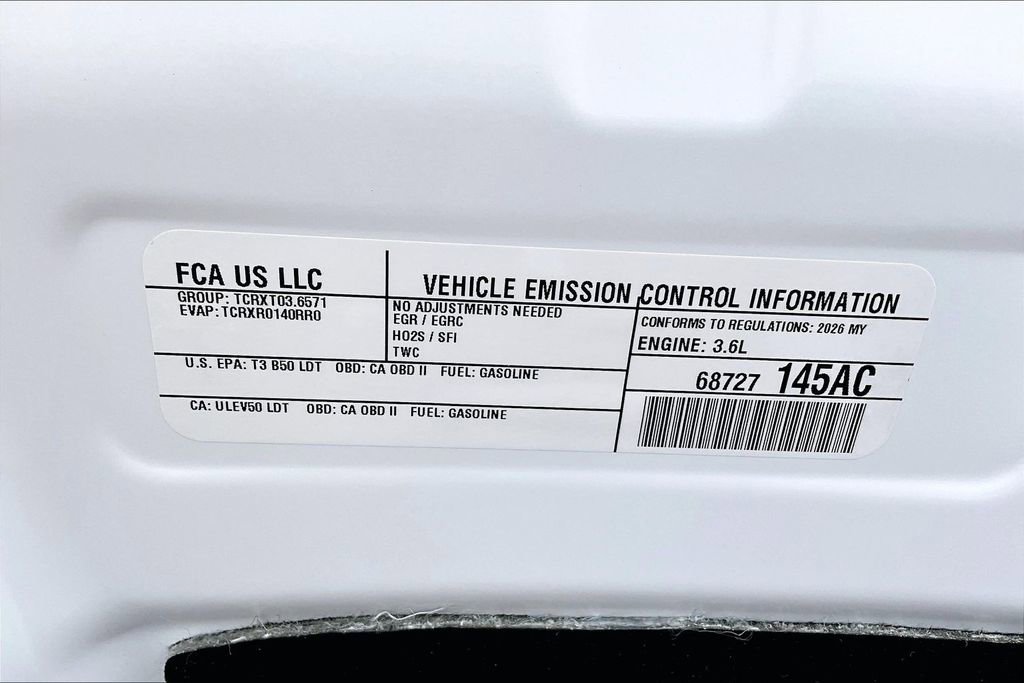 FCA US LLC
VEHICLE EMISSION CONTROL INFORMATION
GROUP: TCRXT03.6571
EVAP: TCRXR0140RR0
NO ADJUSTMENTS NEEDED
EGR / EGRC
HO2S / SFI
TWC
CONFORMS TO REGULATIONS: 2026 MY
ENGINE: 3.6L
U.S. EPA: T3 B50 LDT OBD: CA OBD II FUEL: GASOLINE
68727 145AC
CA: ULEV50 LDT OBD: CA OBD II FUEL: GASOLINE